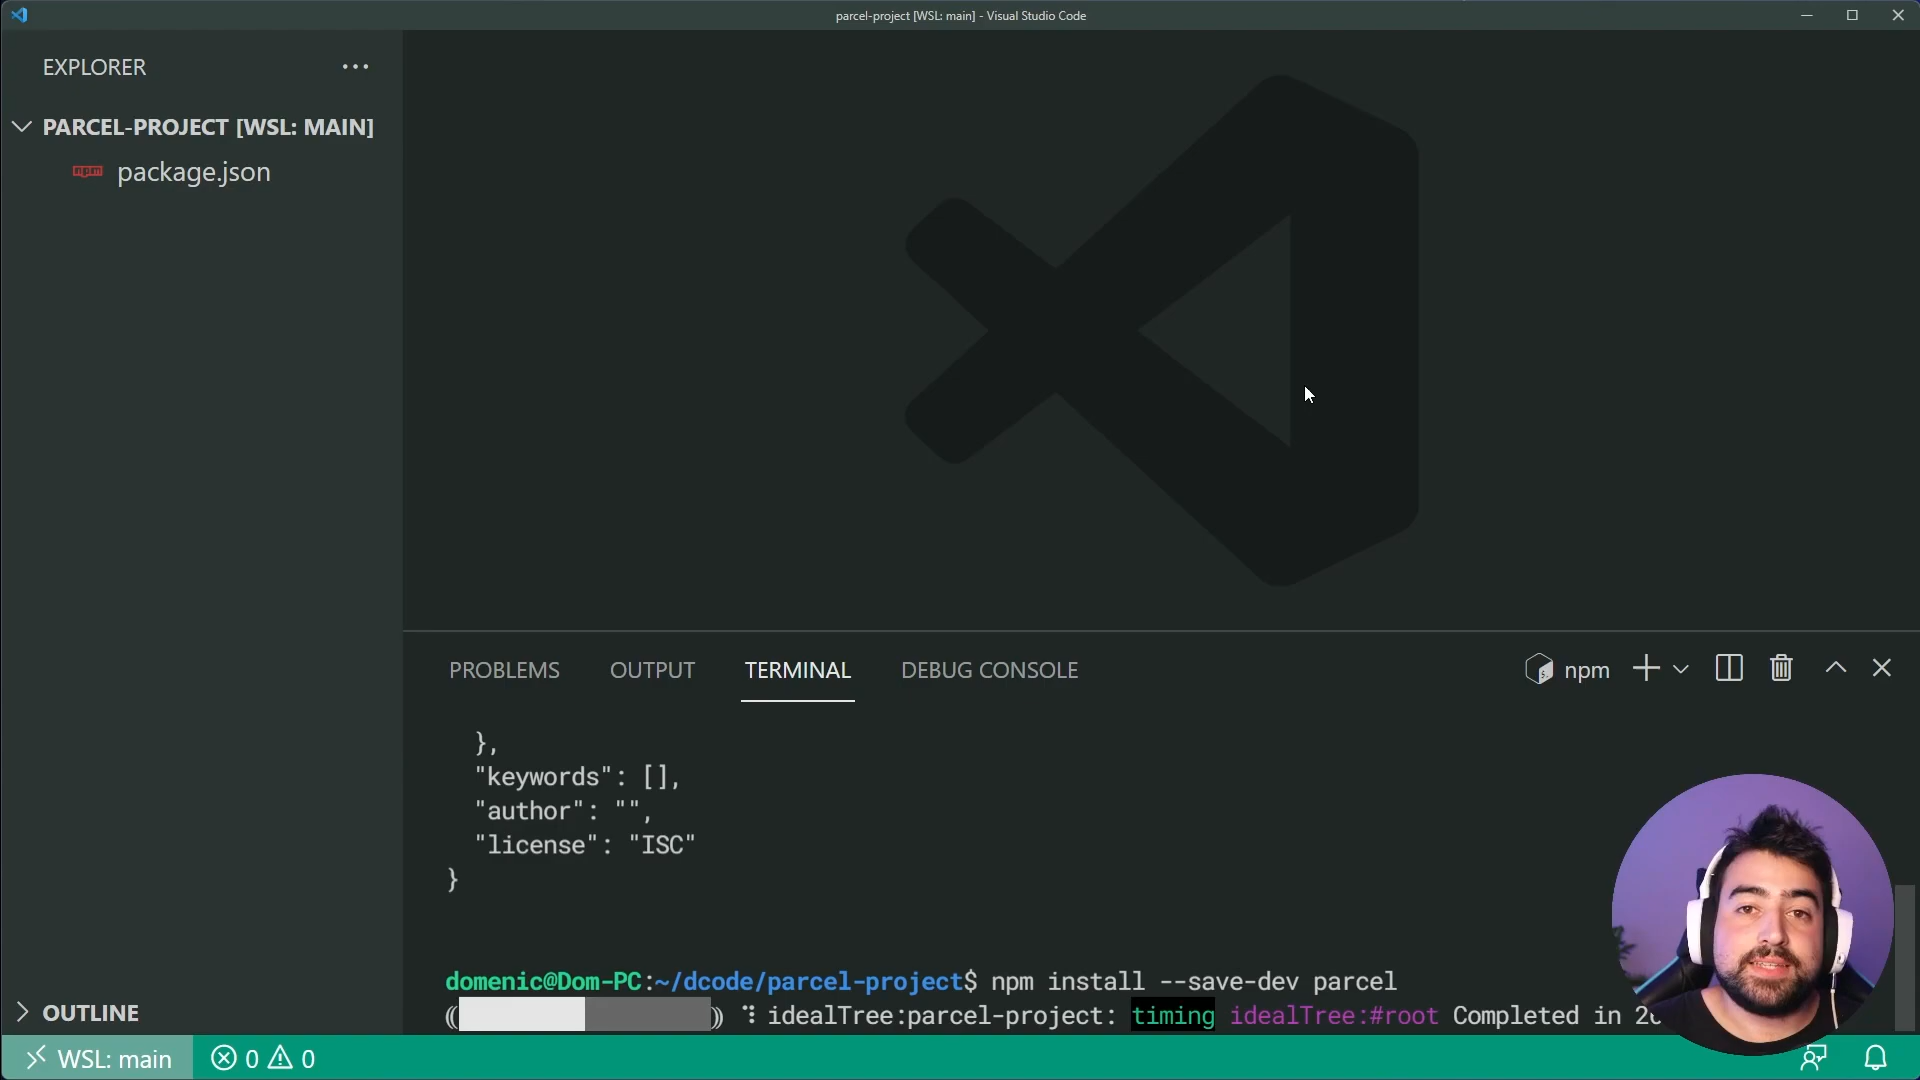 parcel-project [WSL: main] - Visual Studio Code
EXPLORER
PARCEL-PROJECT [WSL: MAIN]
npm package.json
PROBLEMS OUTPUT TERMINAL DEBUG CONSOLE
npm
},
"keywords": [],
"author": "",
"license": "ISC"
}
domenic@Dom-PC:~/dcode/parcel-project$ npm install --save-dev parcel
(( )) ⠹ idealTree:parcel-project: timing idealTree:#root Completed in
OUTLINE
WSL: main 0 0